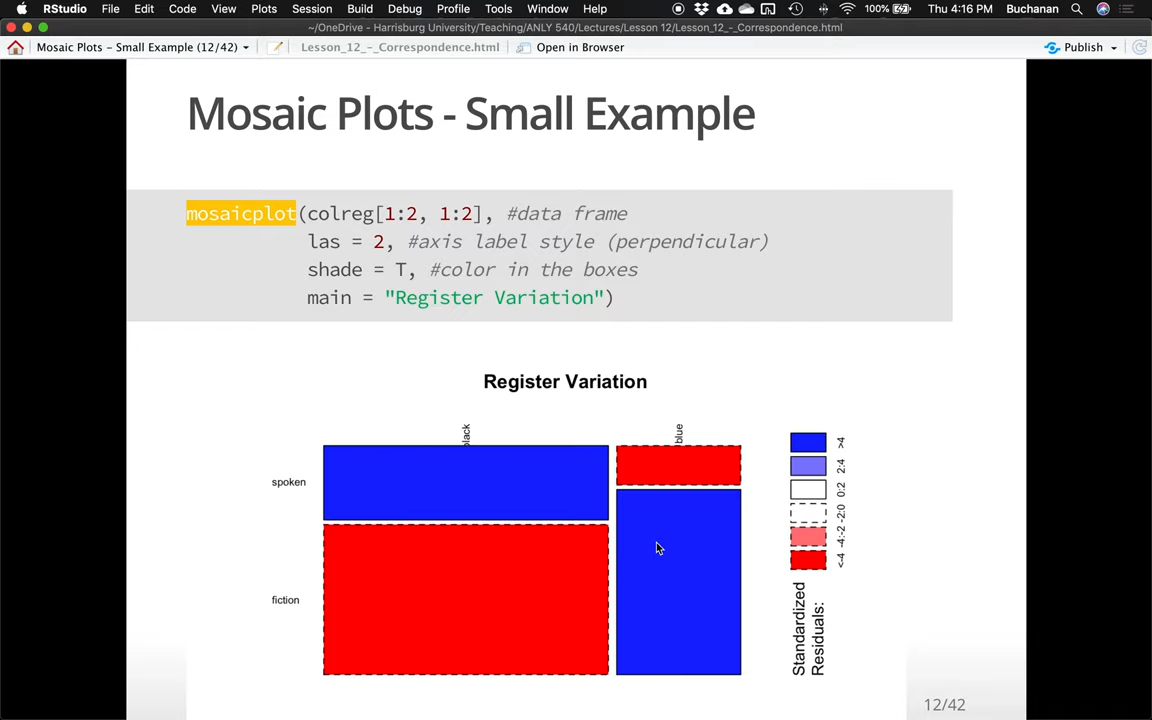 RStudio File Edit Code View Plots Session Build Debug Profile Tools Window Help 100% Thu 4:16 PM Buchanan
~/OneDrive - Harrisburg University/Teaching/ANLY 540/Lectures/Lesson 12/Lesson_12_-_Correspondence.html
Mosaic Plots - Small Example (12/42) Lesson_12_-_Correspondence.html Open in Browser Publish
Mosaic Plots - Small Example
mosaicplot(colreg[1:2, 1:2], #data frame
las = 2, #axis label style (perpendicular)
shade = T, #color in the boxes
main = "Register Variation")
Register Variation
black
blue
spoken
fiction
>4
2:4
0:2
-2:0
-4:-2
<-4
Standardized
Residuals:
12/42